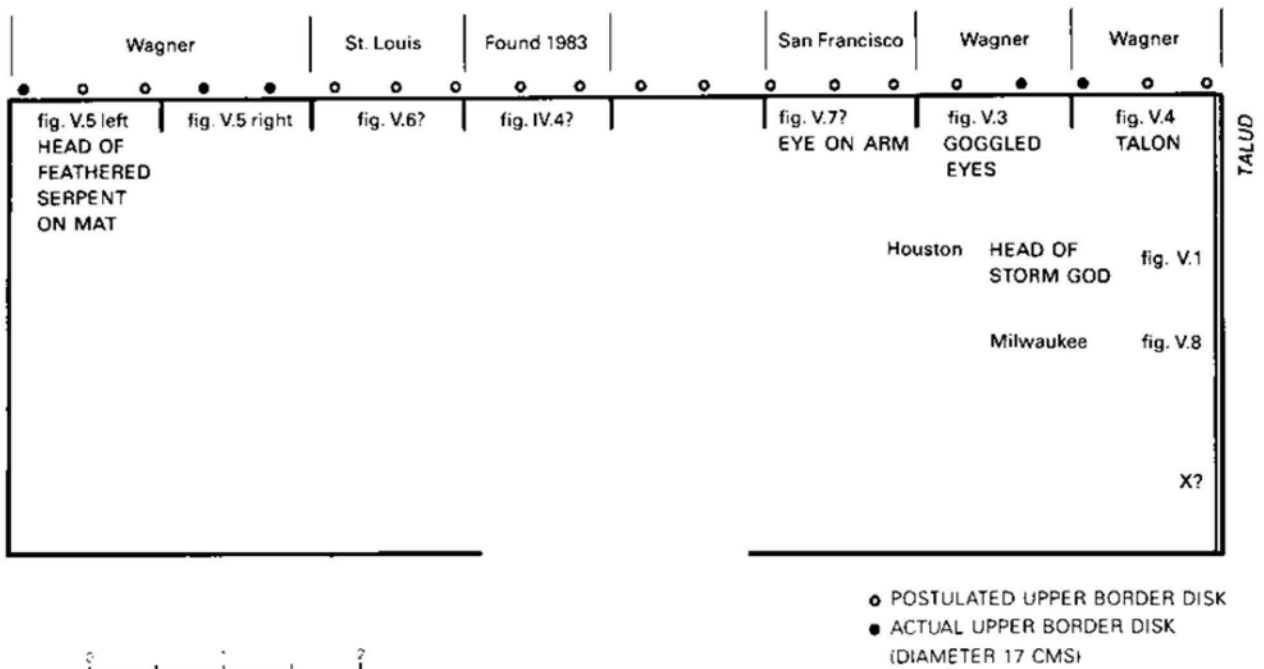 Wagner St. Louis Found 1983 San Francisco Wagner Wagner
fig. V.5 left fig. V.5 right fig. V.6? fig. IV.4? fig. V.7? fig. V.3 fig. V.4
HEAD OF EYE ON ARM GOGGLED TALON
FEATHERED EYES
SERPENT
ON MAT
TALUD
Houston HEAD OF fig. V.1
STORM GOD
Milwaukee fig. V.8
X?
POSTULATED UPPER BORDER DISK
ACTUAL UPPER BORDER DISK
(DIAMETER 17 CMS)
2